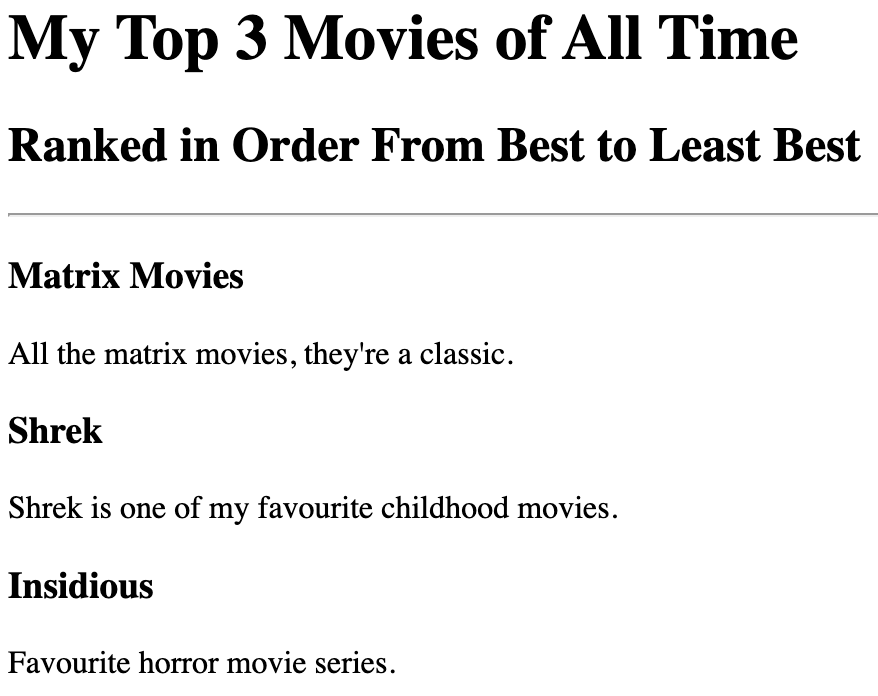 My Top 3 Movies of All Time
Ranked in Order From Best to Least Best
Matrix Movies
All the matrix movies, they're a classic.
Shrek
Shrek is one of my favourite childhood movies.
Insidious
Favourite horror movie series.